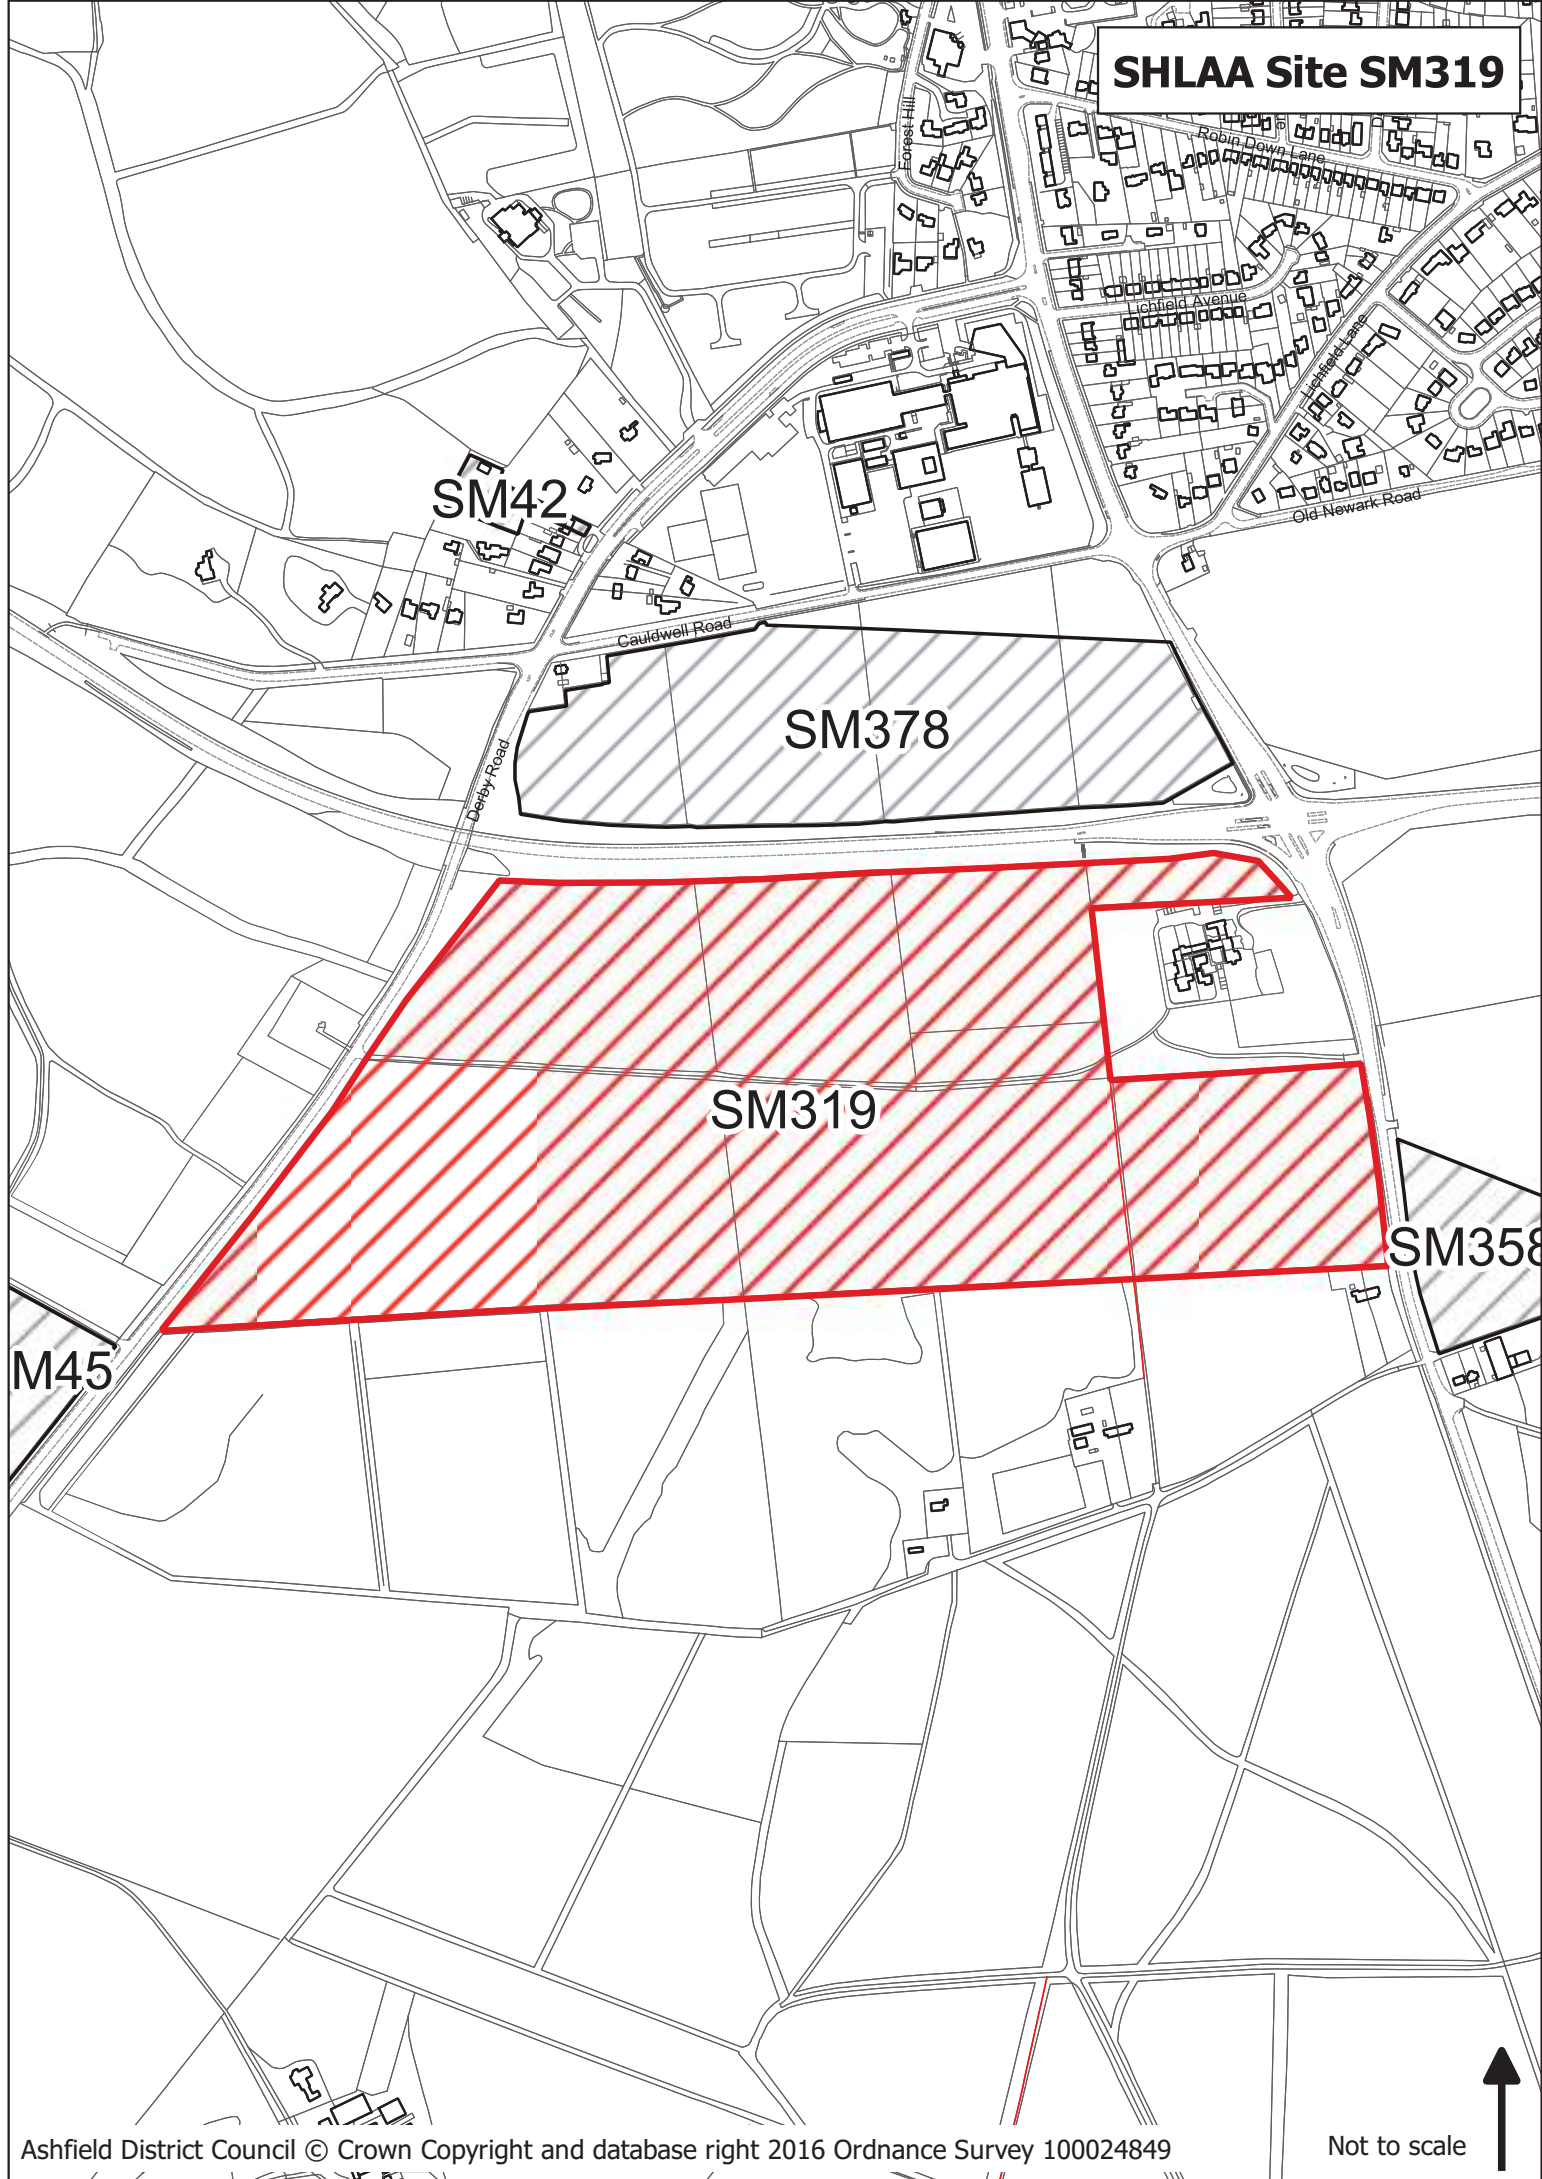 SHLAA Site SM319
Forest Hill
Robin Down Lane
Lichfield Avenue
Lichfield Lane
SM42
Old Newark Road
Cauldwell Road
SM378
Derby Road
SM319
SM358
M45
Ashfield District Council © Crown Copyright and database right 2016 Ordnance Survey 100024849
Not to scale